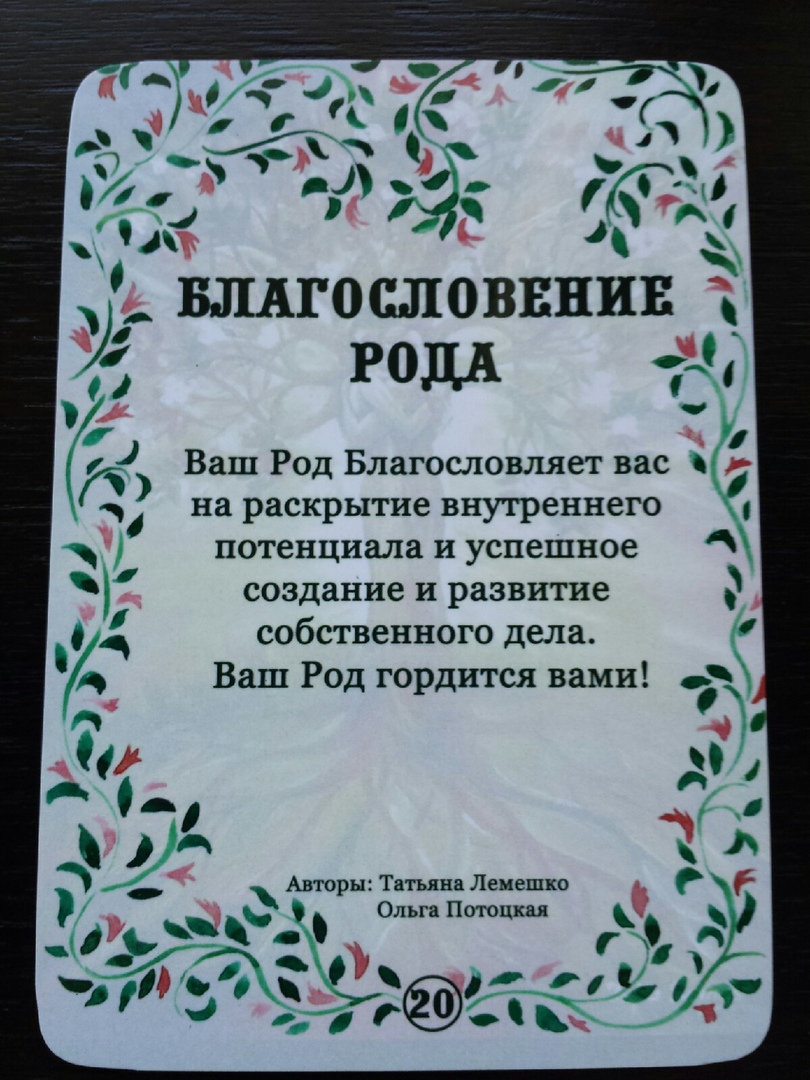 БЛАГОСЛОВЕНИЕ
РОДА
Ваш Род Благословляет вас
на раскрытие внутреннего
потенциала и успешное
создание и развитие
собственного дела.
Ваш Род гордится вами!
Авторы: Татьяна Лемешко
Ольга Потоцкая
20